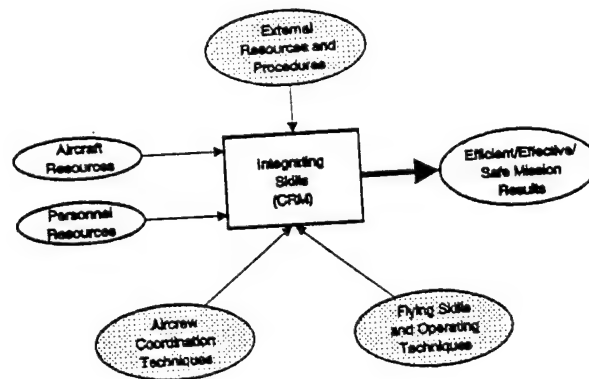 External
Resources and
Procedures
Aircraft
Resources
Integrating
Skills
(CRM)
Efficient/Effective/
Safe Mission
Results
Personnel
Resources
Aircrew
Coordination
Techniques
Flying Skills
and Operating
Techniques